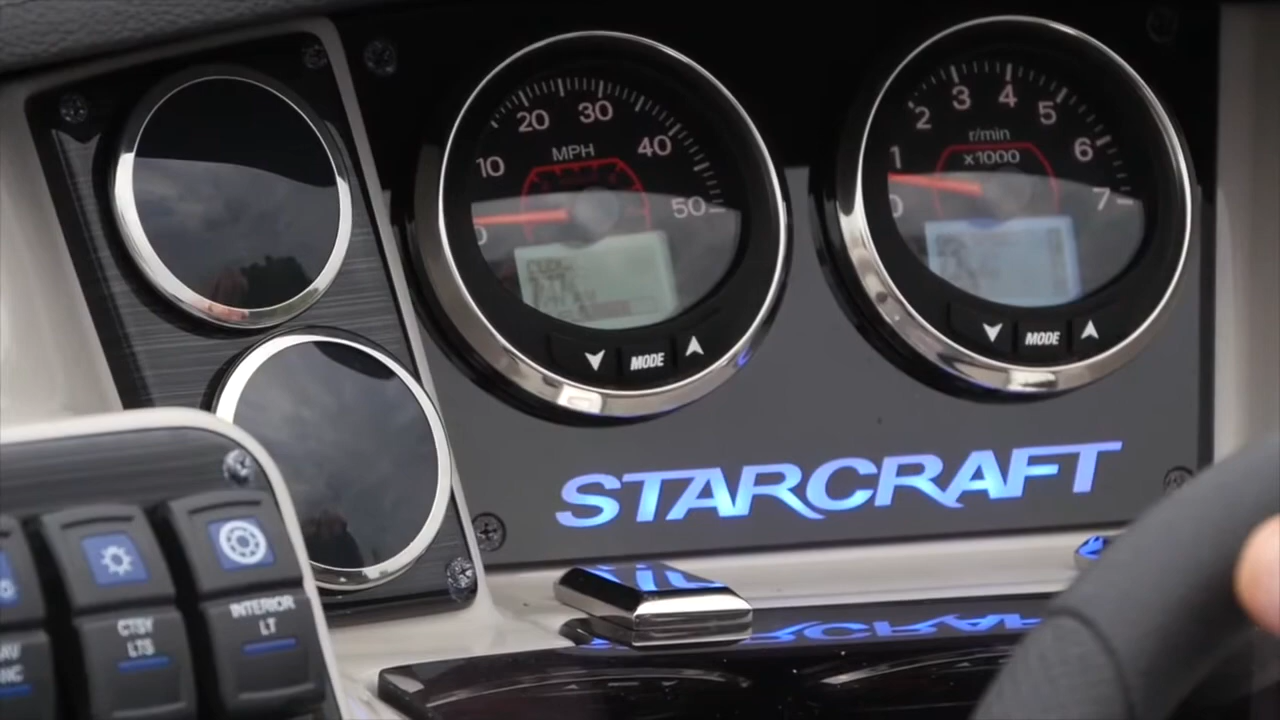 10 20 30 40 50
MPH
0
MODE
1 2 3 4 5 6 7
r/min
x1000
0
MODE
STARCRAFT
CTSY
LTS
INTERIOR
LT